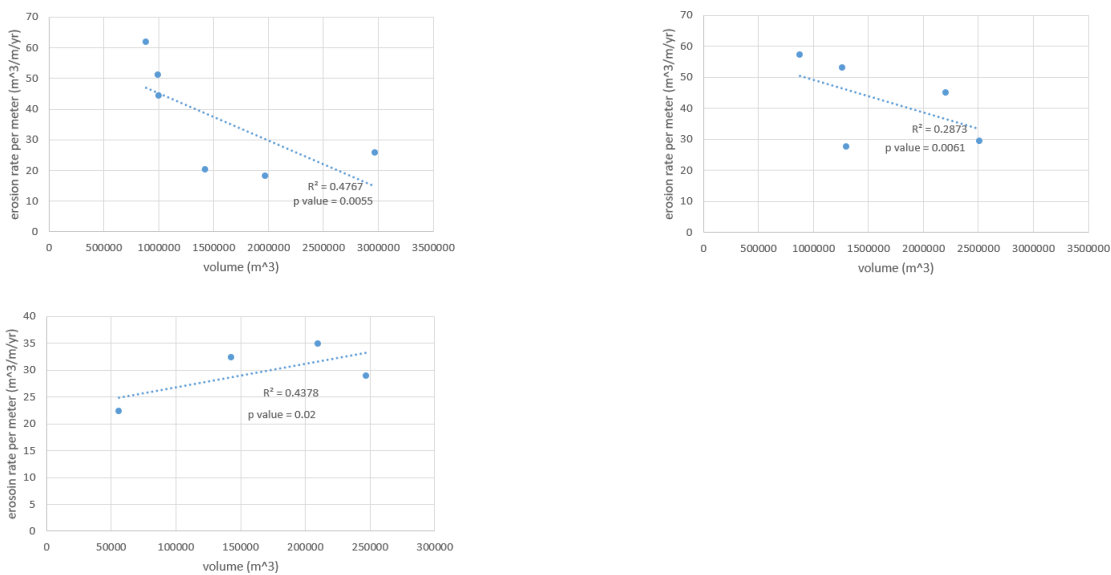 70
60
50
40
30
20
10
0
erosion rate per meter (m^3/m/yr)
R² = 0.4767
p value = 0.0055
0 500000 1000000 1500000 2000000 2500000 3000000 3500000
volume (m^3)
70
60
50
40
30
20
10
0
erosion rate per meter (m^3/m/yr)
R² = 0.2873
p value = 0.0061
0 500000 1000000 1500000 2000000 2500000 3000000 3500000
volume (m^3)
40
35
30
25
20
15
10
5
0
erosoin rate per meter (m^3/m/yr)
R² = 0.4378
p value = 0.02
0 50000 100000 150000 200000 250000 300000
volume (m^3)